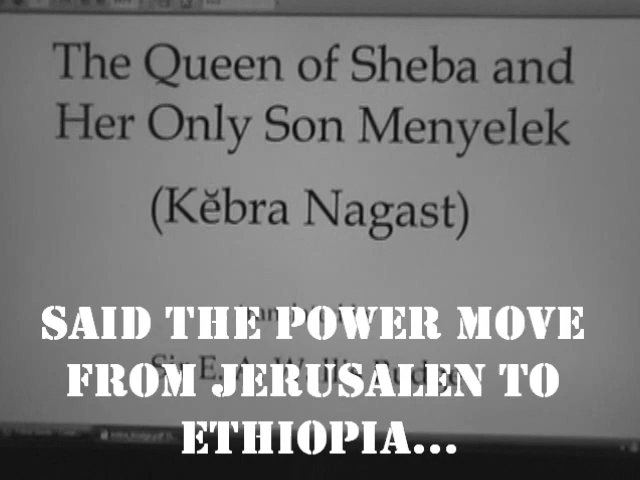 The Queen of Sheba and
Her Only Son Menyelek
(Kĕbra Nagast)
SAID THE POWER MOVE
FROM JERUSALEN TO
ETHIOPIA...